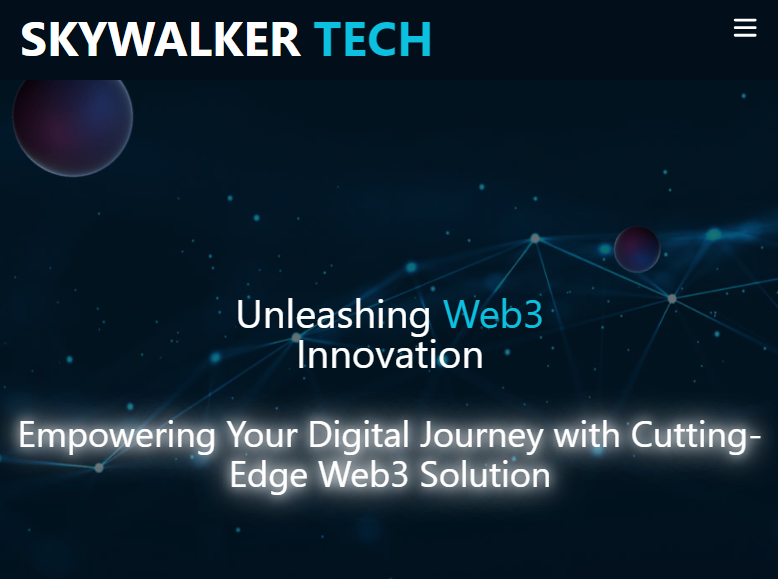 SKYWALKER TECH
Unleashing Web3
Innovation
Empowering Your Digital Journey with Cutting-
Edge Web3 Solution